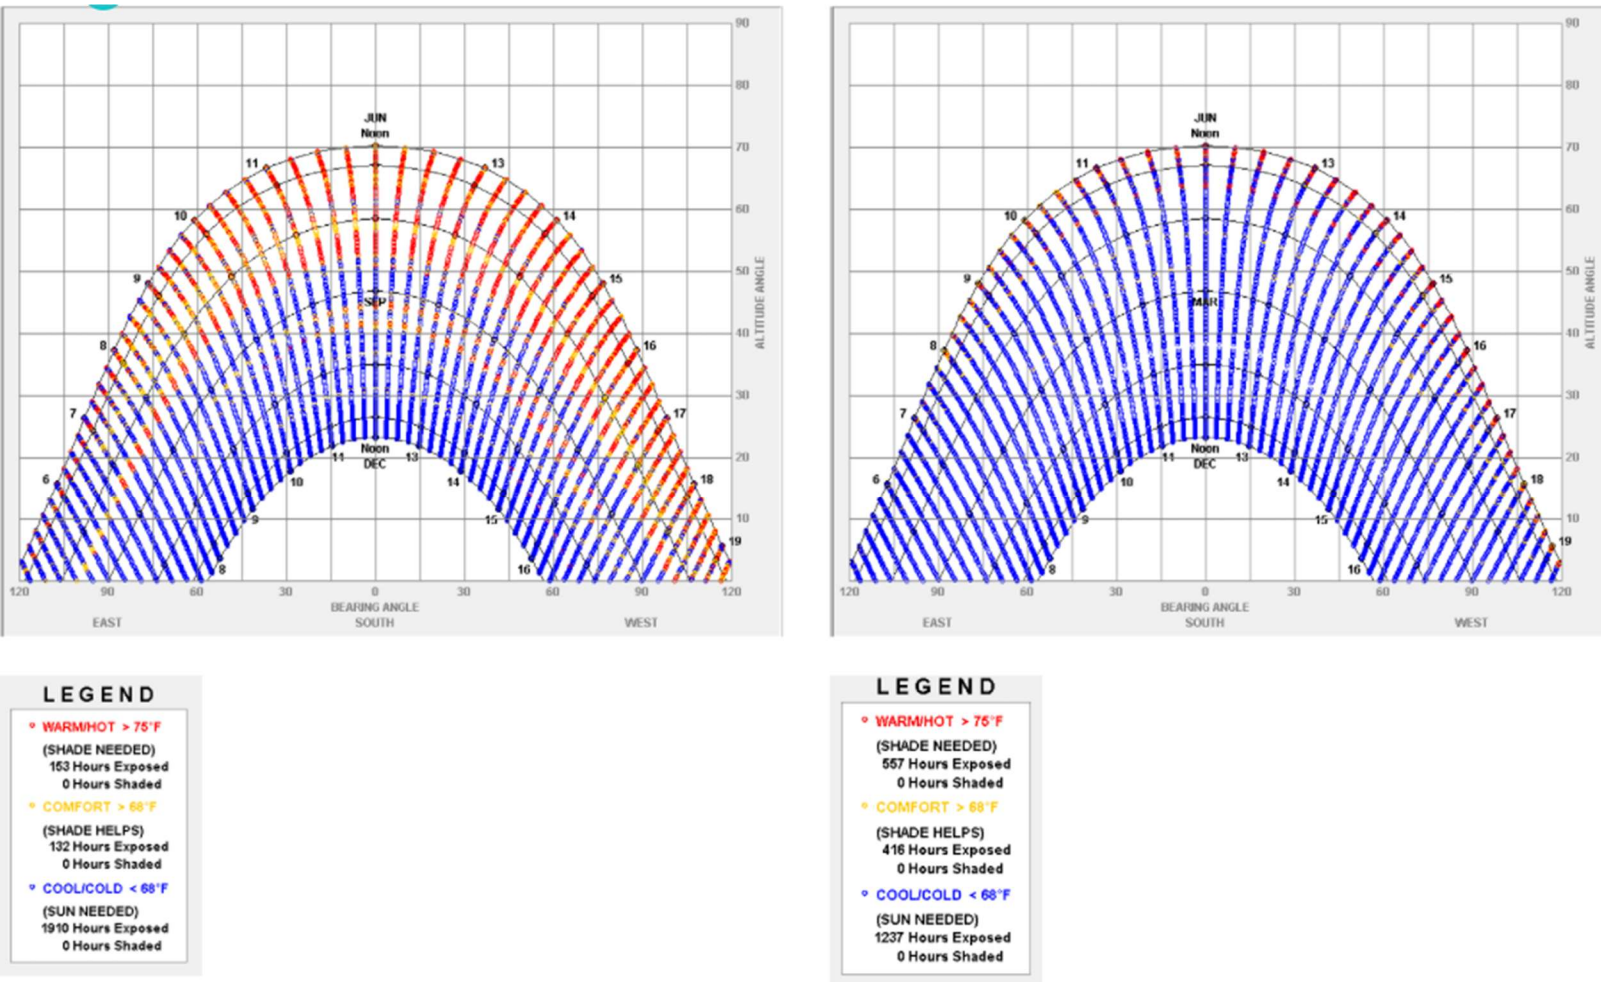 90
80
JUN
Noon
70
11
13
10
14
60
9
15
50
SEP
8
16
40
7
17
30
Noon
11
13
DEC
6
10
14
18
20
9
15
19
10
8
16
ALTITUDE ANGLE
120 90 60 30 0 30 60 90 120
BEARING ANGLE
EAST SOUTH WEST
90
80
JUN
Noon
70
11
13
10
14
60
9
15
50
MAR
8
16
40
7
17
30
Noon
11
13
DEC
6
10
14
18
20
9
15
19
10
8
16
ALTITUDE ANGLE
120 90 60 30 0 30 60 90 120
BEARING ANGLE
EAST SOUTH WEST
LEGEND
WARM/HOT > 75°F
(SHADE NEEDED)
153 Hours Exposed
0 Hours Shaded
COMFORT > 68°F
(SHADE HELPS)
132 Hours Exposed
0 Hours Shaded
COOL/COLD < 68°F
(SUN NEEDED)
1910 Hours Exposed
0 Hours Shaded
LEGEND
WARM/HOT > 75°F
(SHADE NEEDED)
557 Hours Exposed
0 Hours Shaded
COMFORT > 68°F
(SHADE HELPS)
416 Hours Exposed
0 Hours Shaded
COOL/COLD < 68°F
(SUN NEEDED)
1237 Hours Exposed
0 Hours Shaded